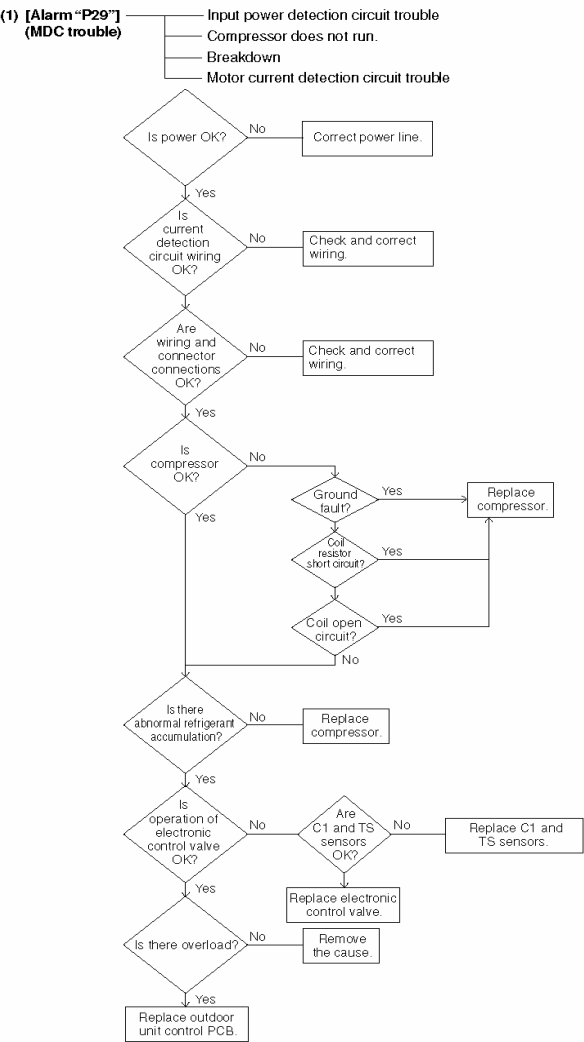 (1) [Alarm “P29”]
(MDC trouble)
Input power detection circuit trouble
Compressor does not run.
Breakdown
Motor current detection circuit trouble
Is power OK?
No
Correct power line.
Yes
Is
current
detection
circuit wiring
OK?
No
Check and correct
wiring.
Are
wiring and
connector
connections
OK?
No
Check and correct
wiring.
Yes
Is
compressor
OK?
No
Yes
Ground
fault?
Yes
Replace
compressor.
Coil
resistor
short circuit?
Yes
Coil open
circuit?
Yes
No
Is there
abnormal refrigerant
accumulation?
No
Replace
compressor.
Yes
Is
operation of
electronic
control valve
OK?
No
Are
C1 and TS
sensors
OK?
No
Replace C1 and
TS sensors.
Replace electronic
control valve.
Yes
Is there overload?
No
Remove
the cause.
Yes
Replace outdoor
unit control PCB.